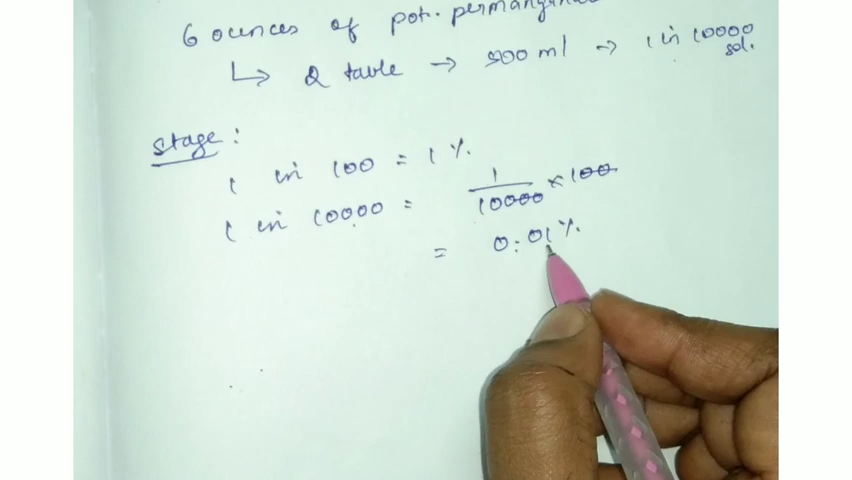 6 ounces of pot. permanganate
↳ 2 table → 500 ml → 1 in 10000
sol.
Stage :
1 in 100 = 1 %.
1 in 10000 = 1/10000 × 100
= 0.01 %.